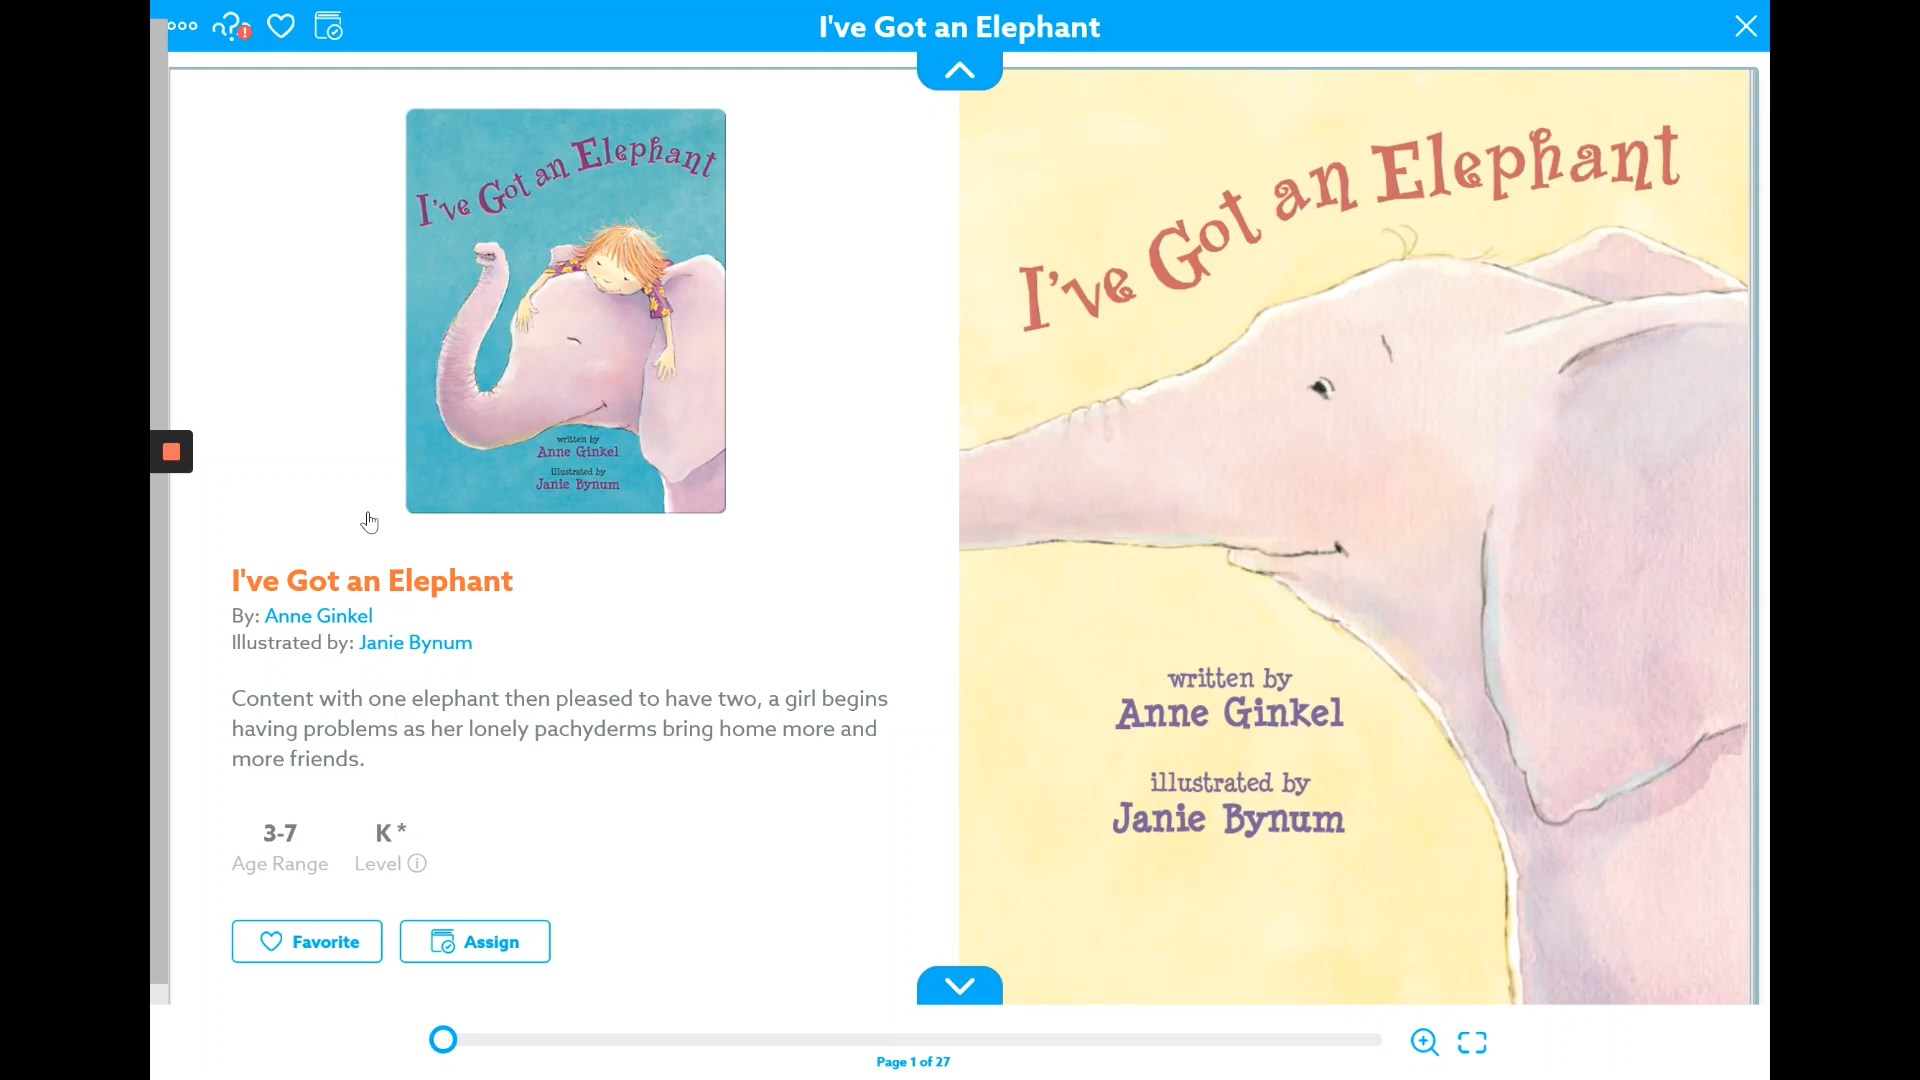 I've Got an Elephant
I've Got an Elephant
written by
Anne Ginkel
illustrated by
Janie Bynum
I've Got an Elephant
By: Anne Ginkel
Illustrated by: Janie Bynum
Content with one elephant then pleased to have two, a girl begins
having problems as her lonely pachyderms bring home more and
more friends.
3-7 K *
Age Range Level
Favorite Assign
I've Got an Elephant
written by
Anne Ginkel
illustrated by
Janie Bynum
Page 1 of 27